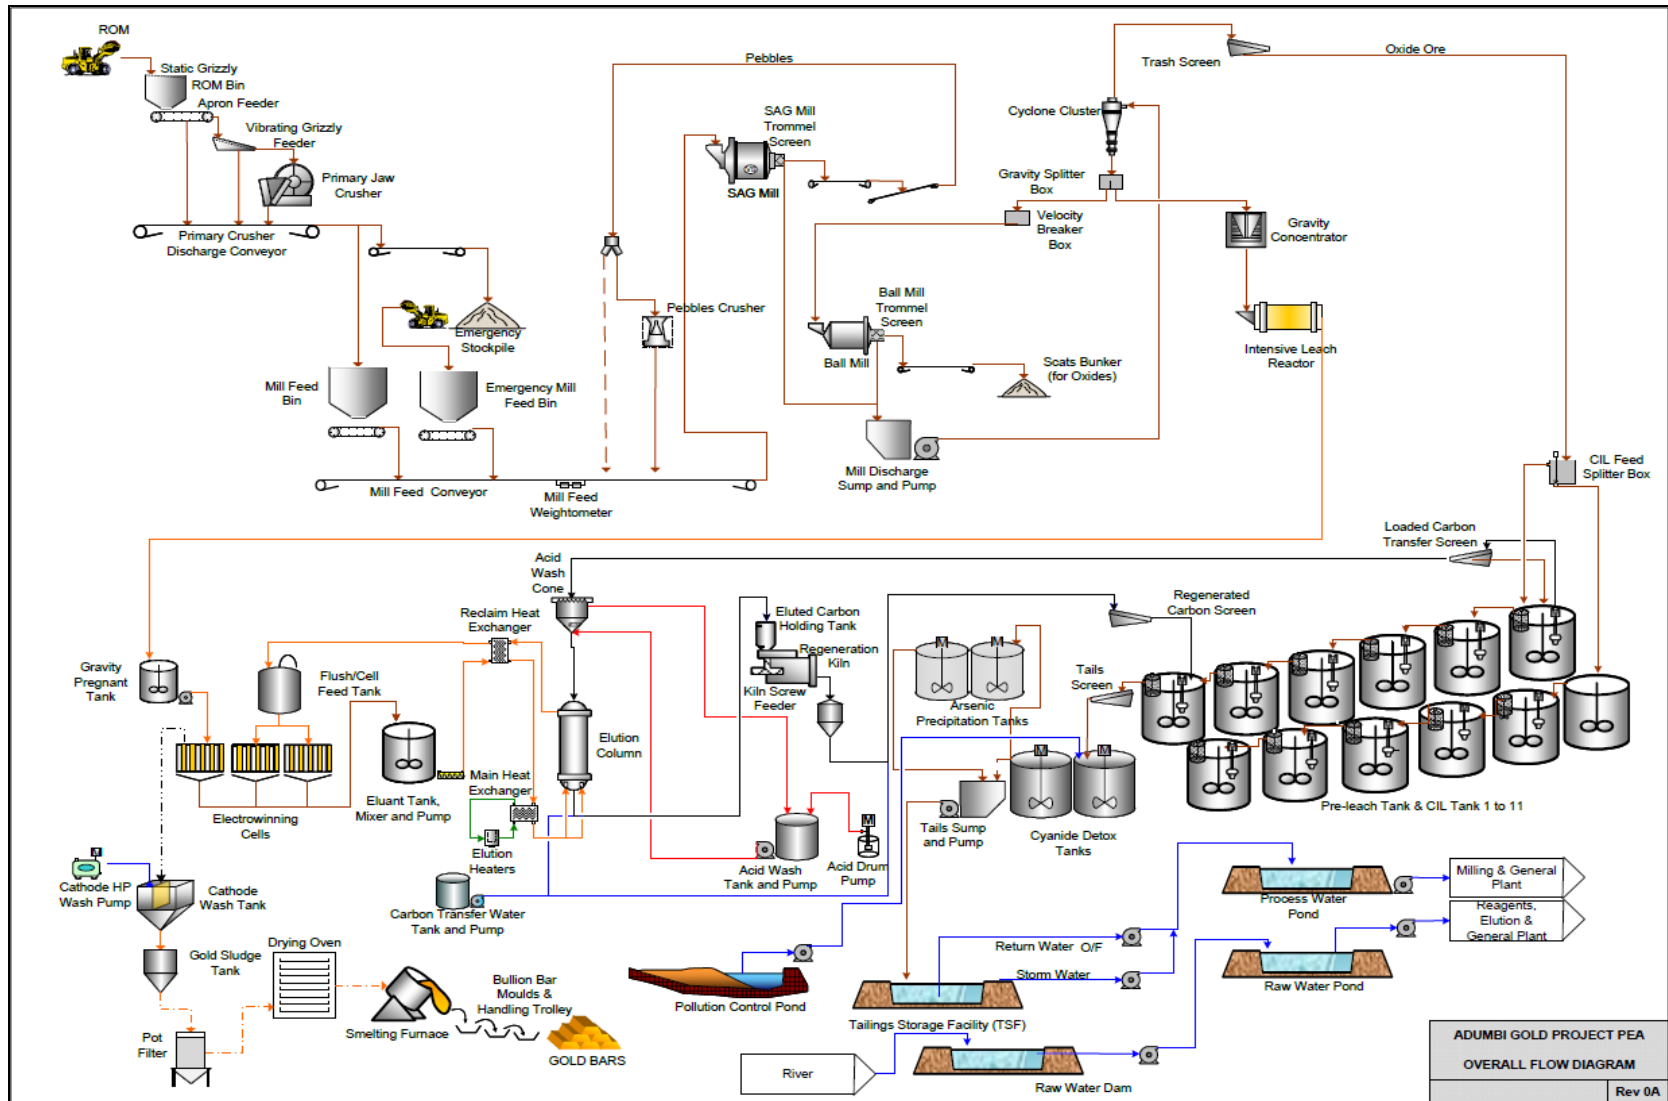 ROM
Static Grizzly
ROM Bin
Apron Feeder
Vibrating Grizzly
Feeder
Primary Jaw
Crusher
Primary Crusher
Discharge Conveyor
Emergency
Stockpile
Mill Feed
Bin
Emergency Mill
Feed Bin
Mill Feed Conveyor
Mill Feed
Weightometer
Pebbles
Pebbles Crusher
SAG Mill
Trommel
Screen
SAG Mill
Cyclone Cluster
Trash Screen
Oxide Ore
Gravity Splitter
Box
Velocity
Breaker
Box
Gravity
Concentrator
Ball Mill
Trommel
Screen
Ball Mill
Scats Bunker
(for Oxides)
Intensive Leach
Reactor
Mill Discharge
Sump and Pump
CIL Feed
Splitter Box
Loaded Carbon
Transfer Screen
Acid
Wash
Cone
Reclaim Heat
Exchanger
Eluted Carbon
Holding Tank
Regeneration
Kiln
Kiln Screw
Feeder
Regenerated
Carbon Screen
Tails
Screen
M
M
Arsenic
Precipitation Tanks
Gravity
Pregnant
Tank
Flush/Cell
Feed Tank
Elution
Column
Main Heat
Exchanger
Eluant Tank,
Mixer and Pump
Electrowinning
Cells
Elution
Heaters
M
M
Tails Sump
and Pump
Cyanide Detox
Tanks
Pre-leach Tank & CIL Tank 1 to 11
M
Acid Wash
Tank and Pump
Acid Drum
Pump
M
Cathode HP
Wash Pump
Cathode
Wash Tank
Carbon Transfer Water
Tank and Pump
Gold Sludge
Tank
Drying Oven
Pot
Filter
Smelting Furnace
Bullion Bar
Moulds &
Handling Trolley
GOLD BARS
Pollution Control Pond
Return Water O/F
Storm Water
Tailings Storage Facility (TSF)
Process Water
Pond
Raw Water Pond
Milling & General
Plant
Reagents,
Elution &
General Plant
River
Raw Water Dam
ADUMBI GOLD PROJECT PEA
OVERALL FLOW DIAGRAM
Rev 0A